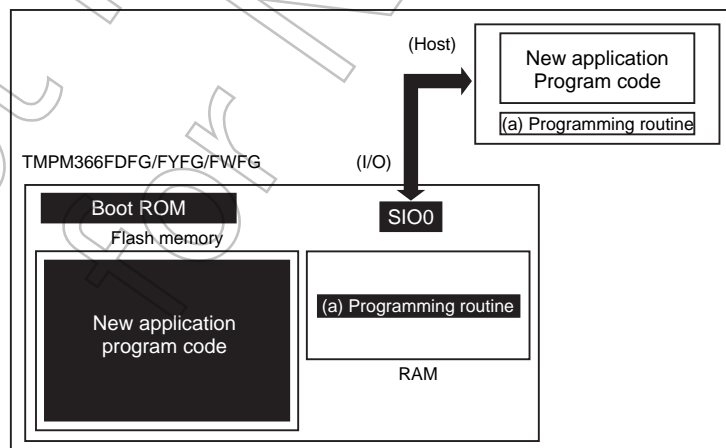 (Host)
New application
Program code
(a) Programming routine
TMPM366FDFG/FYFG/FWFG
(I/O)
Boot ROM
SIO0
Flash memory
New application
program code
(a) Programming routine
RAM
for